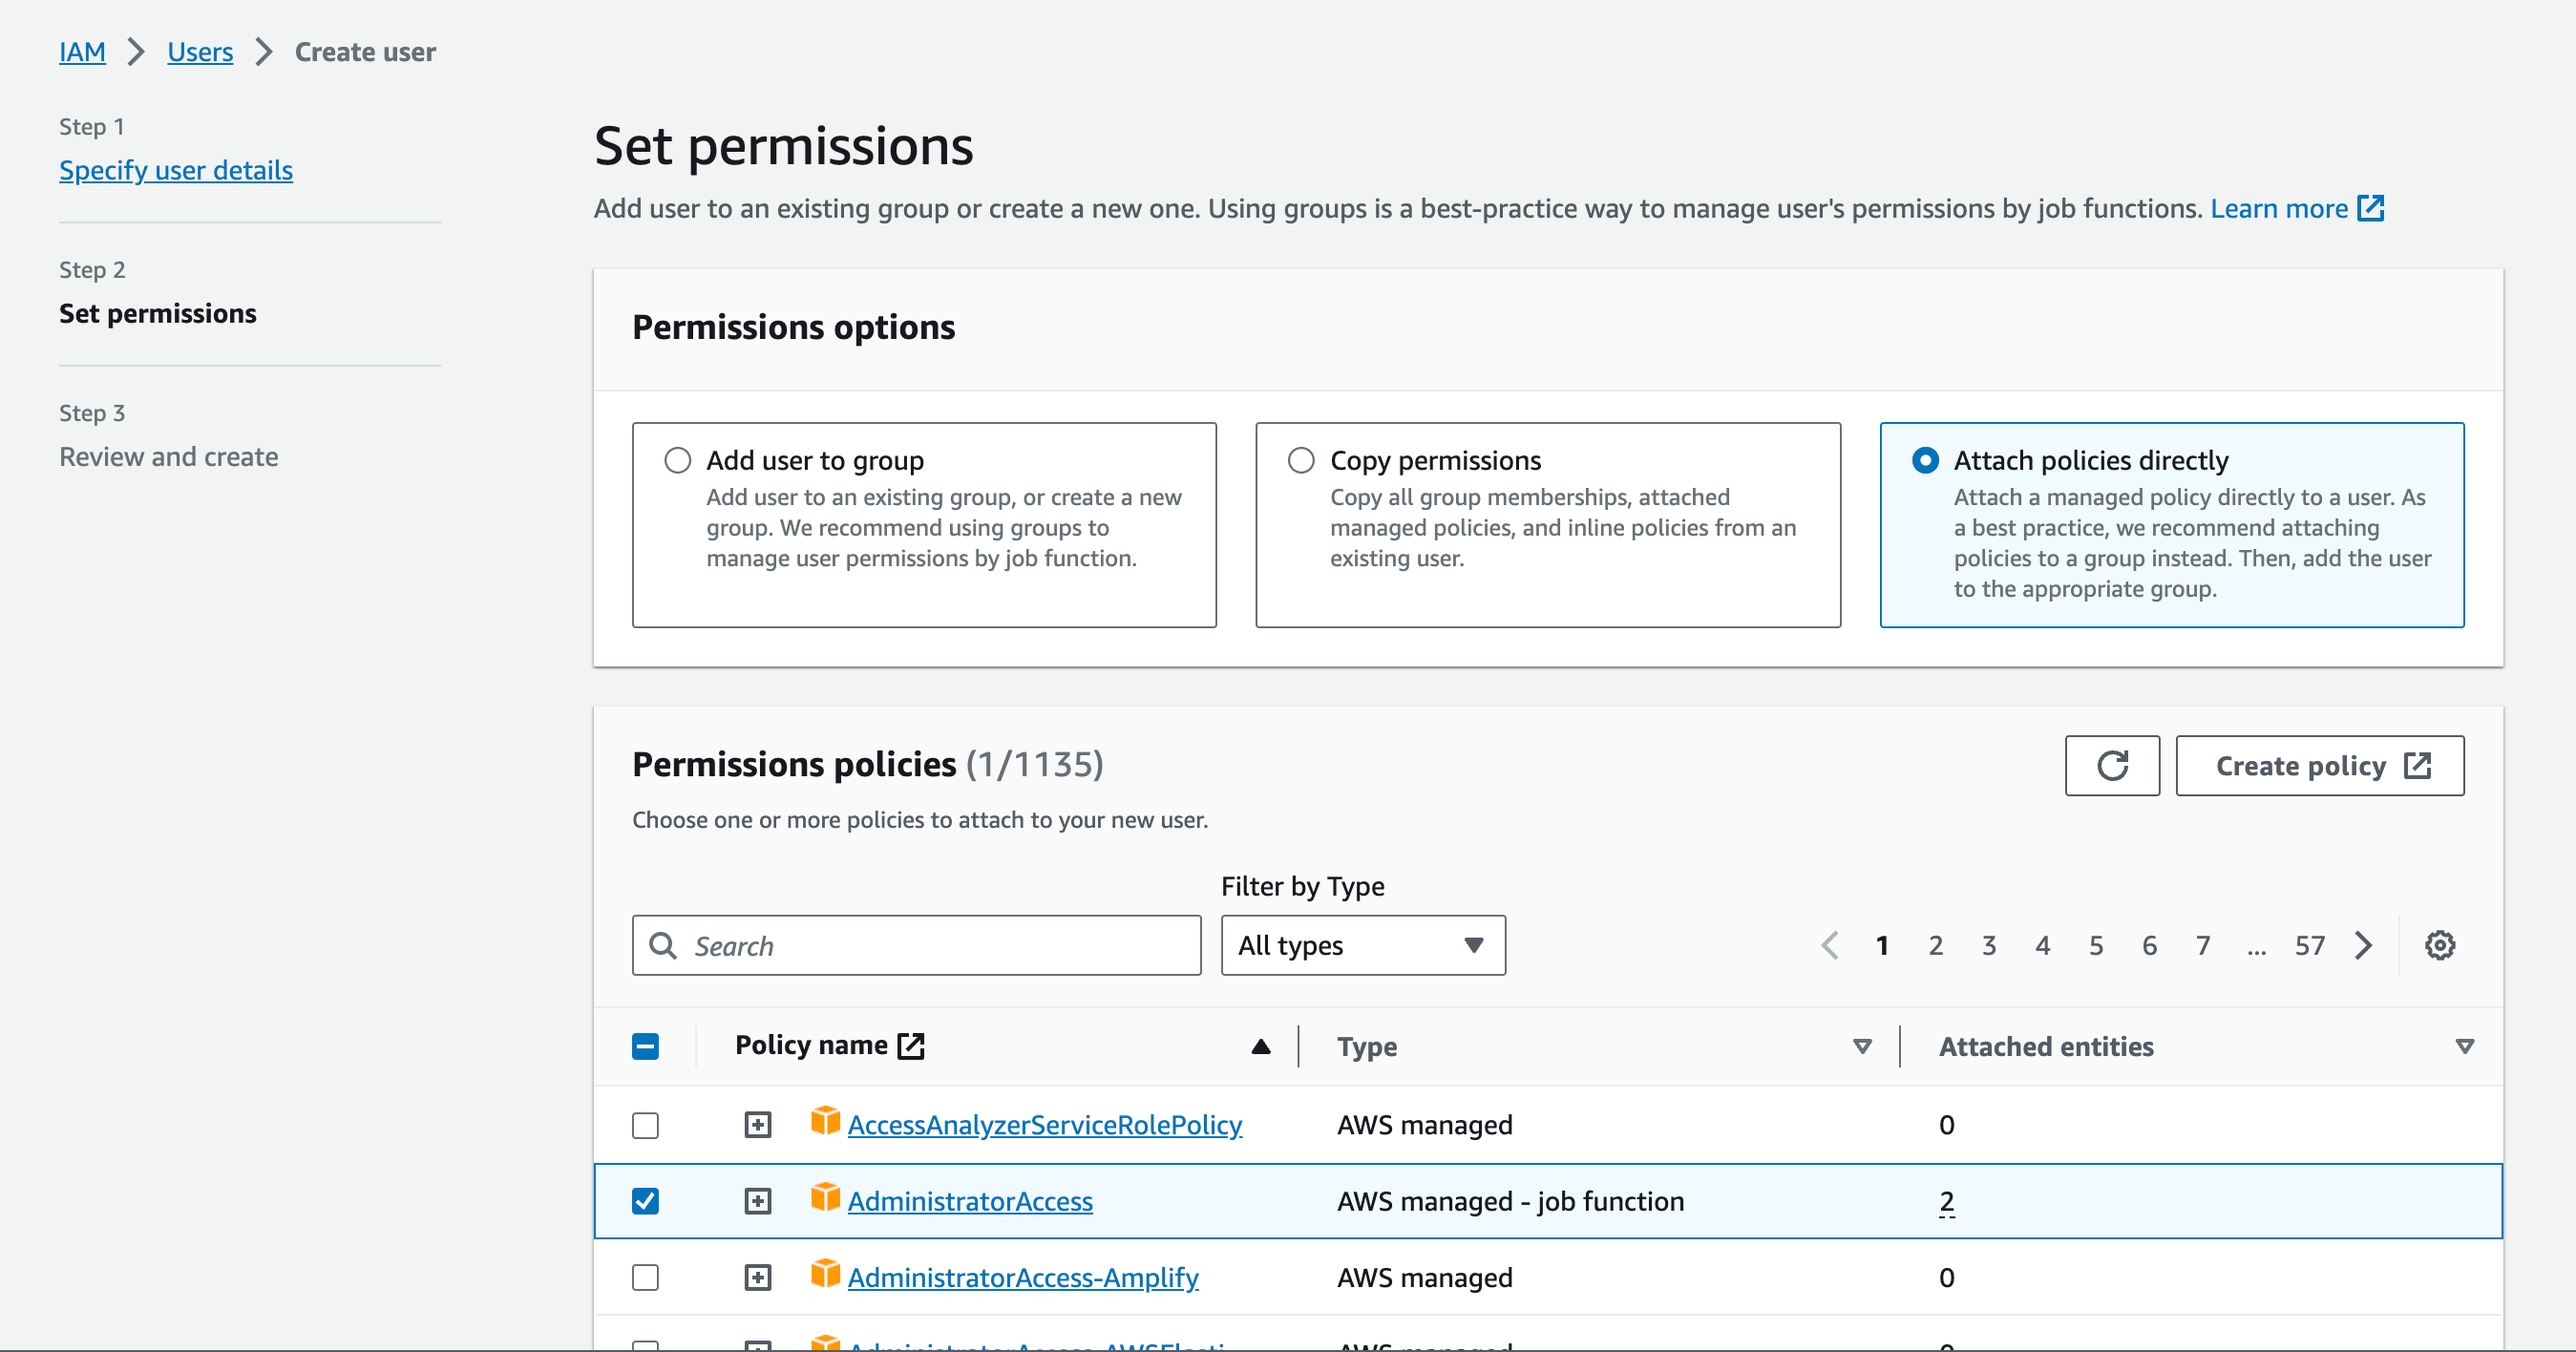 IAM > Users > Create user
Step 1
Specify user details
Step 2
Set permissions
Step 3
Review and create
Set permissions
Add user to an existing group or create a new one. Using groups is a best-practice way to manage user's permissions by job functions. Learn more
Permissions options
Add user to group
Add user to an existing group, or create a new
group. We recommend using groups to
manage user permissions by job function.
Copy permissions
Copy all group memberships, attached
managed policies, and inline policies from an
existing user.
Attach policies directly
Attach a managed policy directly to a user. As
a best practice, we recommend attaching
policies to a group instead. Then, add the user
to the appropriate group.
Permissions policies (1/1135)
Create policy
Choose one or more policies to attach to your new user.
Filter by Type
Search
All types
1 2 3 4 5 6 7 ... 57
Policy name Type Attached entities
AccessAnalyzerServiceRolePolicy AWS managed 0
AdministratorAccess AWS managed - job function 2
AdministratorAccess-Amplify AWS managed 0
AWS managed 0